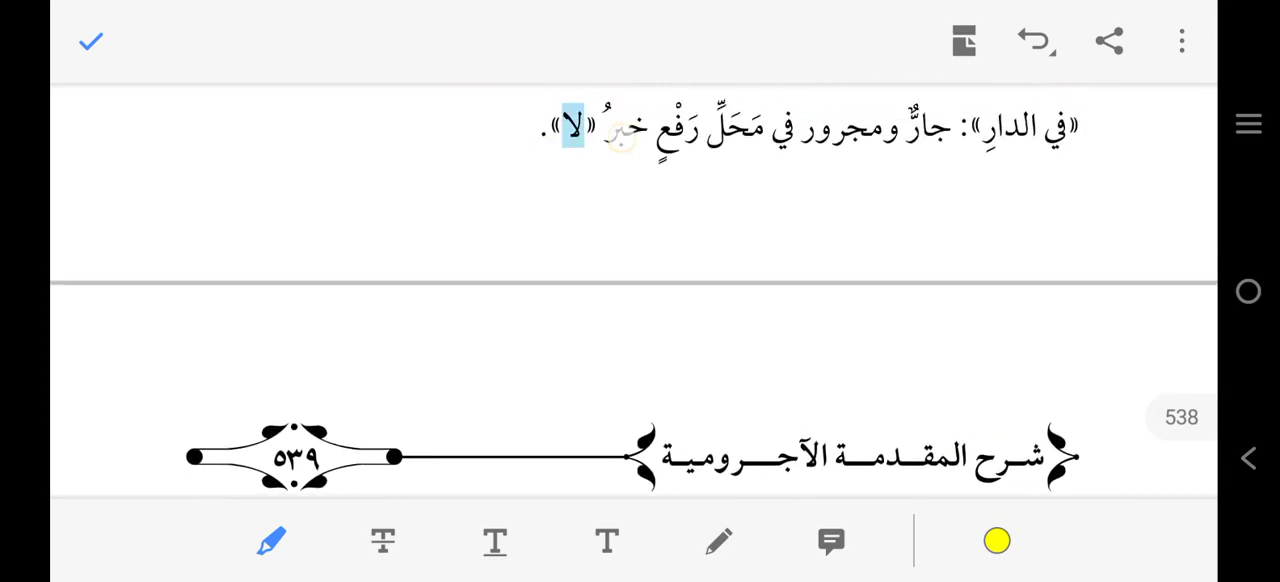 «في الدارِ»: جارٌّ ومجرور في مَحَلِّ رَفْعٍ خبرُ «لا».
538
شرح المقدمة الآجرومية
٥٣٩